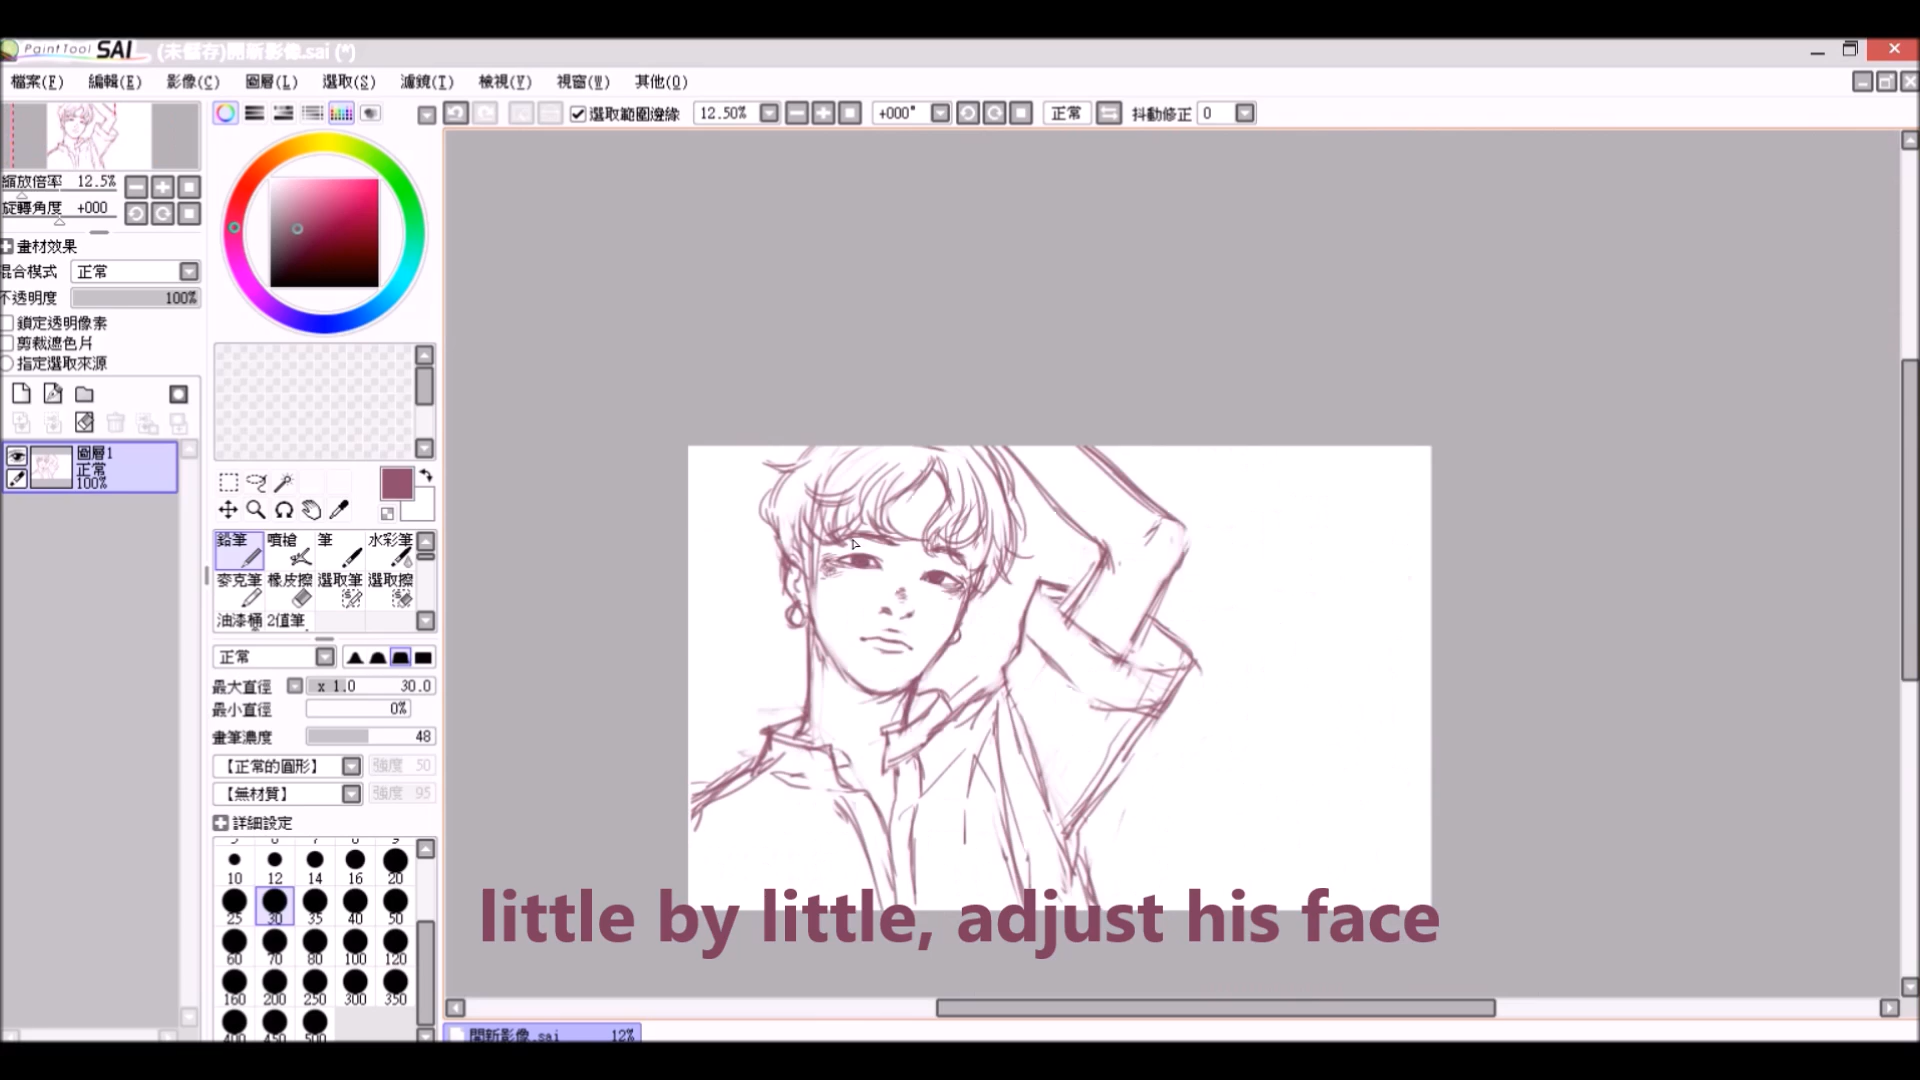 PaintTool SAI (未儲存)開新影像.sai (*)
檔案(F) 編輯(E) 影像(C) 圖層(L) 選取(S) 濾鏡(T) 檢視(V) 視窗(W) 其他(O)
選取範圍邊緣 12.50% +000° 正常 抖動修正 0
縮放倍率 12.5%
旋轉角度 +000
畫材效果
混合模式 正常
不透明度 100%
鎖定透明像素
剪裁遮色片
指定選取來源
圖層1
正常
100%
鉛筆 噴槍 筆 水彩筆
麥克筆 橡皮擦 選取筆 選取擦
油漆桶 2值筆
正常
最大直徑 x 1.0 30.0
最小直徑 0%
畫筆濃度 48
【正常的圓形】 強度 50
【無材質】 強度 95
詳細設定
10 12 14 16 20
25 30 35 40 50
60 70 80 100 120
160 200 250 300 350
400 450 500
little by little, adjust his face
開新影像.sai 12%